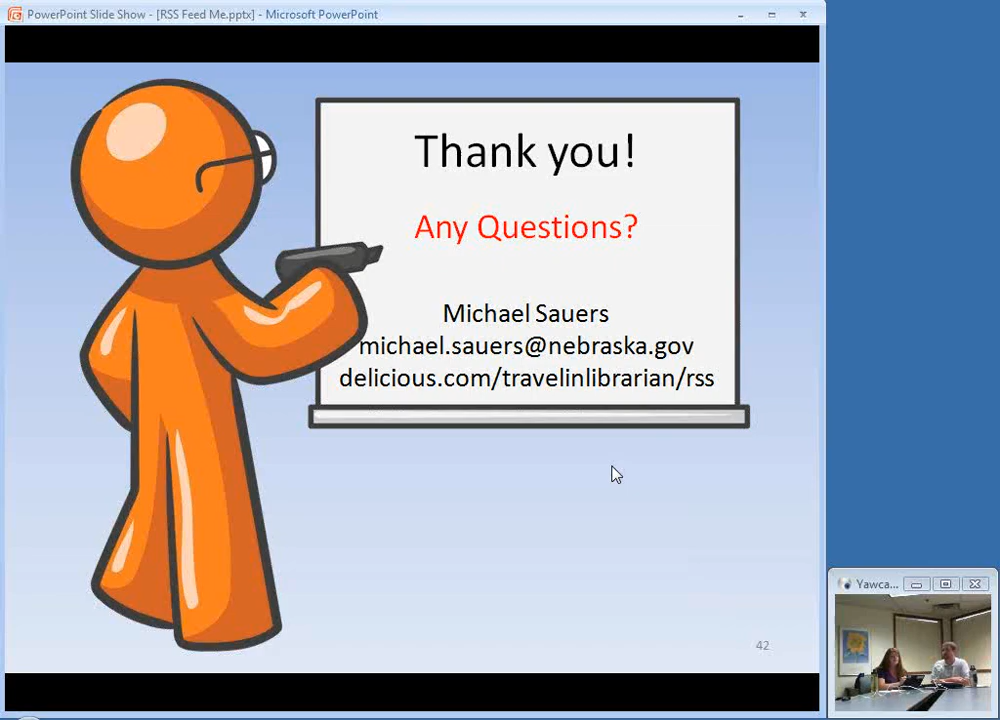 PowerPoint Slide Show - [RSS Feed Me.pptx] - Microsoft PowerPoint
Thank you!
Any Questions?
Michael Sauers
michael.sauers@nebraska.gov
delicious.com/travelinlibrarian/rss
42
Yawca...